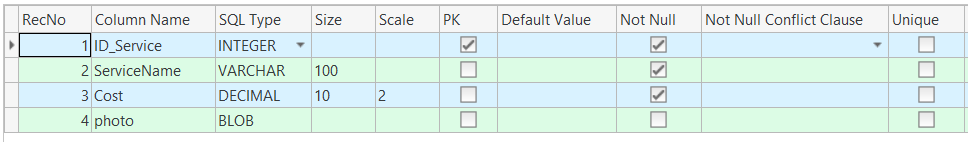 RecNo Column Name SQL Type Size Scale PK Default Value Not Null Not Null Conflict Clause Unique
1 ID_Service INTEGER
2 ServiceName VARCHAR 100
3 Cost DECIMAL 10 2
4 photo BLOB